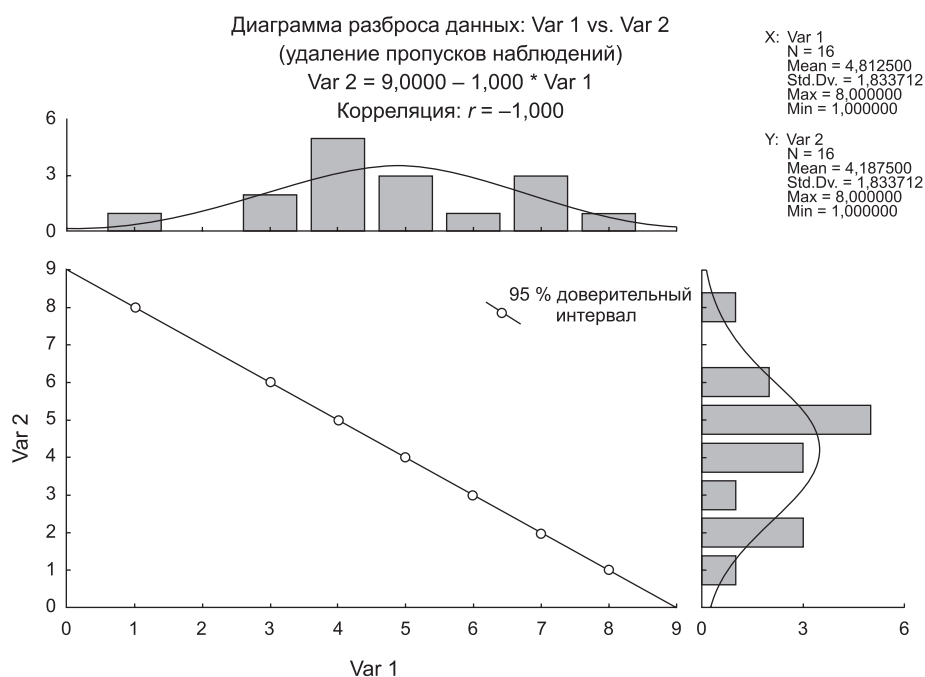 Диаграмма разброса данных: Var 1 vs. Var 2
(удаление пропусков наблюдений)
Var 2 = 9,0000 – 1,000 * Var 1
Корреляция: r = –1,000
X: Var 1
N = 16
Mean = 4,812500
Std.Dv. = 1,833712
Max = 8,000000
Min = 1,000000
Y: Var 2
N = 16
Mean = 4,187500
Std.Dv. = 1,833712
Max = 8,000000
Min = 1,000000
6
3
0
9
8
7
6
5
4
3
2
1
0
Var 2
95 % доверительный
интервал
0 1 2 3 4 5 6 7 8 9
Var 1
0 3 6